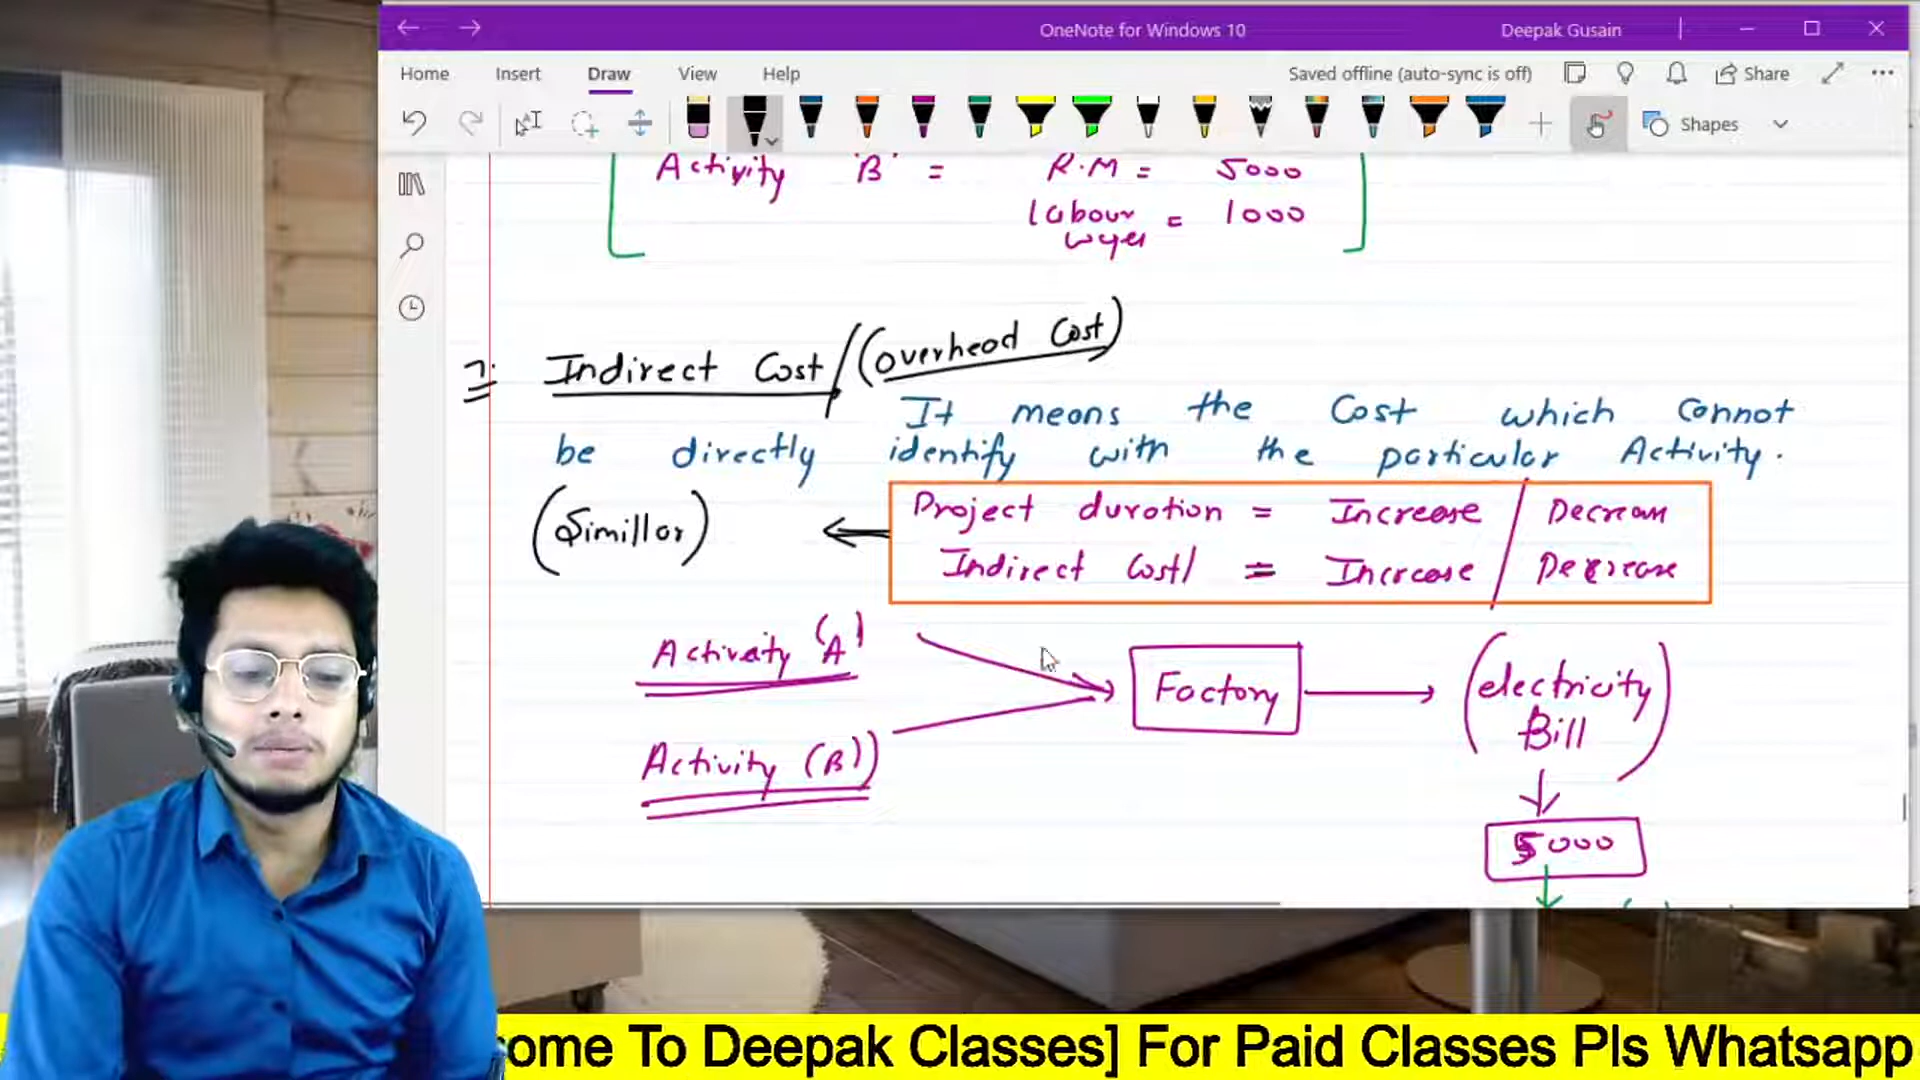 OneNote for Windows 10
Deepak Gusain
Home Insert Draw View Help
Saved offline (auto-sync is off)
Share
Shapes
Activity 'B' = R.M = 5000
labour = 1000
wges
7. Indirect Cost/(overhead Cost)
It means the Cost which cannot
be directly identify with the particular Activity.
(Simillar)
Project duration = Increase / Decrease
Indirect Cost/ = Increase / Decrease
Activity (A)
Activity (B)
Factory
(electricity
Bill)
5000
ome To Deepak Classes] For Paid Classes Pls Whatsapp